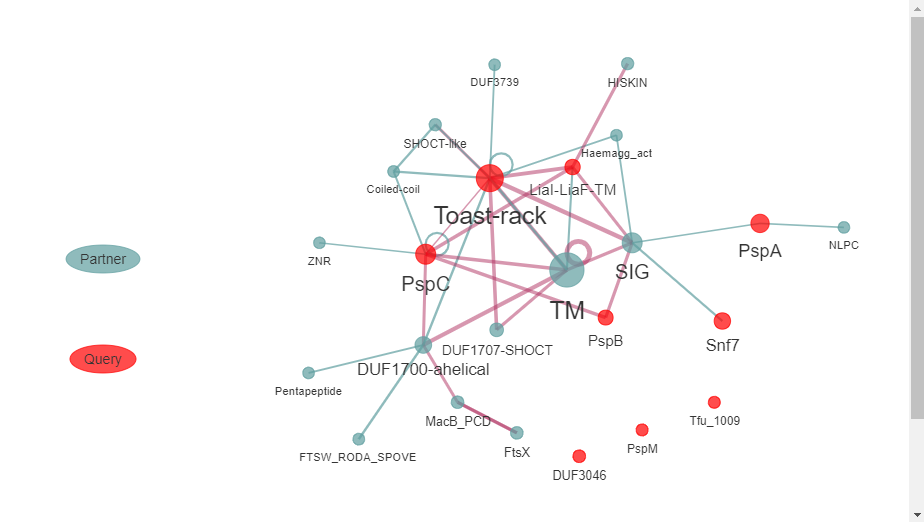 DUF3739
HISKIN
SHOCT-like
Haemagg_act
Coiled-coil
LiaI-LiaF-TM
Toast-rack
PspA
NLPC
Partner
ZNR
SIG
PspC
TM
PspB
Snf7
DUF1707-SHOCT
Query
DUF1700-ahelical
Pentapeptide
MacB_PCD
Tfu_1009
FtsX
PspM
FTSW_RODA_SPOVE
DUF3046